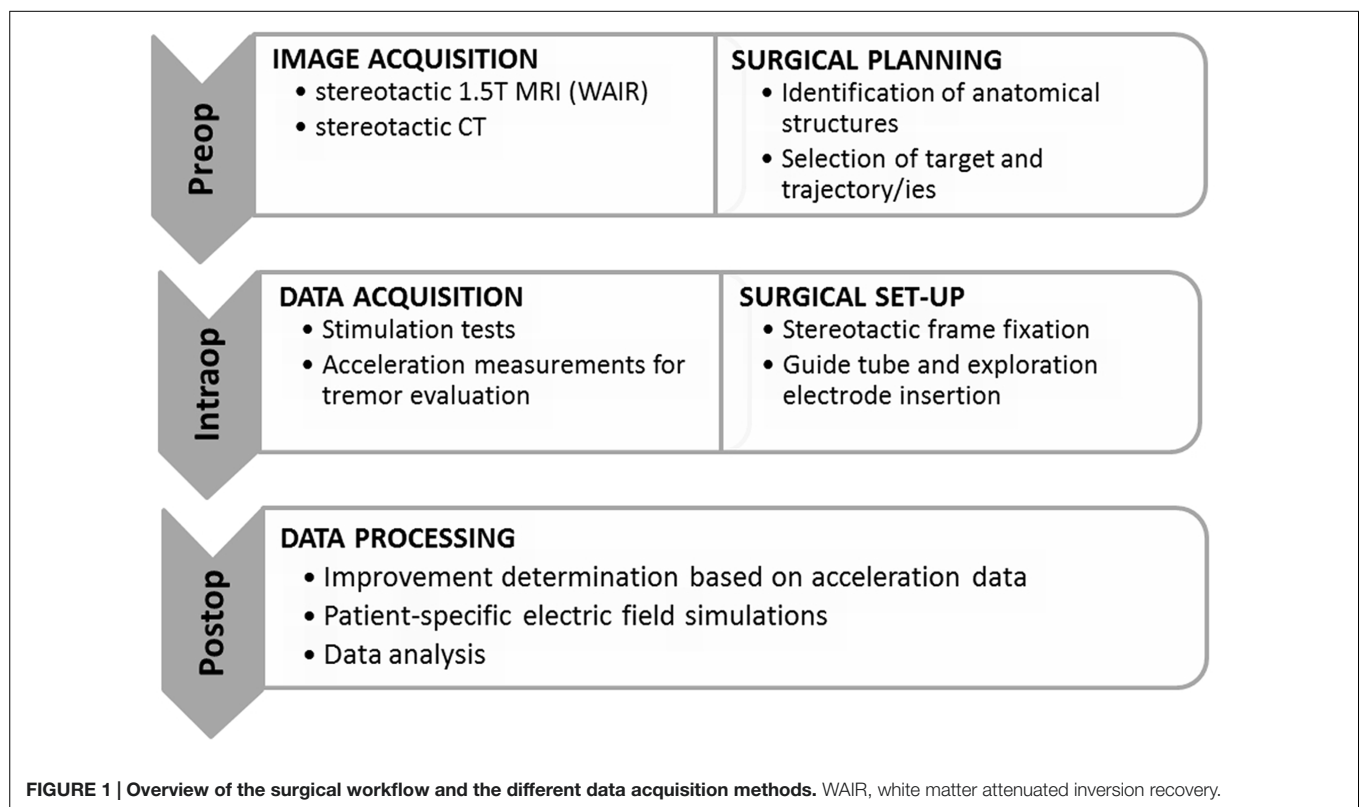 Preop
IMAGE ACQUISITION
• stereotactic 1.5T MRI (WAIR)
• stereotactic CT
SURGICAL PLANNING
• Identification of anatomical
structures
• Selection of target and
trajectory/ies
Intraop
DATA ACQUISITION
• Stimulation tests
• Acceleration measurements for
tremor evaluation
SURGICAL SET-UP
• Stereotactic frame fixation
• Guide tube and exploration
electrode insertion
Postop
DATA PROCESSING
• Improvement determination based on acceleration data
• Patient-specific electric field simulations
• Data analysis
FIGURE 1 | Overview of the surgical workflow and the different data acquisition methods. WAIR, white matter attenuated inversion recovery.